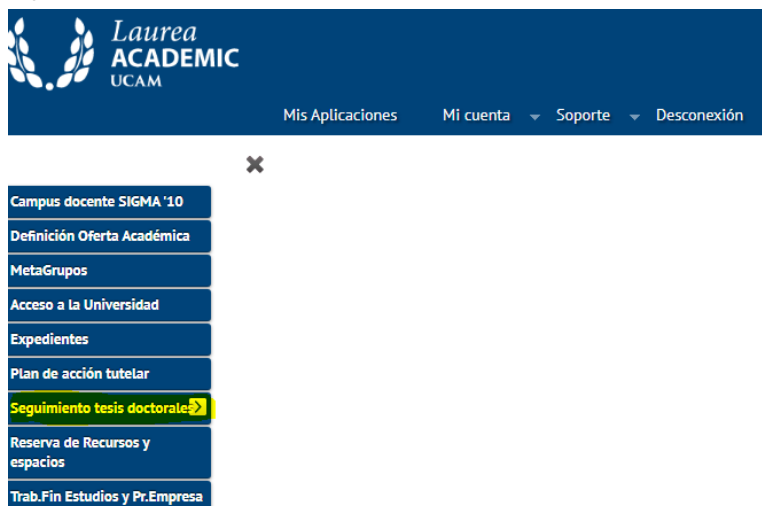 Laurea
ACADEMIC
UCAM
Mis Aplicaciones Mi cuenta Soporte Desconexión
Campus docente SIGMA '10
Definición Oferta Académica
MetaGrupos
Acceso a la Universidad
Expedientes
Plan de acción tutelar
Seguimiento tesis doctorales
Reserva de Recursos y
espacios
Trab.Fin Estudios y Pr.Empresa